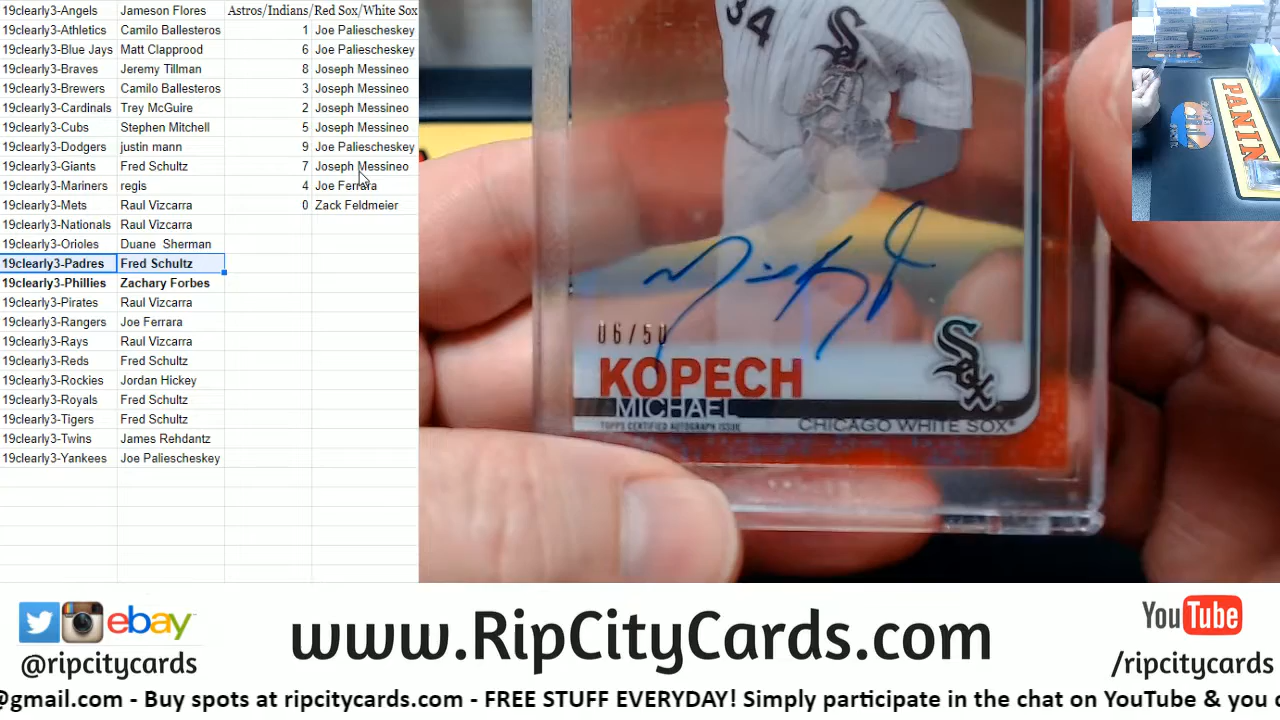 19clearly3-Angels Jameson Flores Astros/Indians/Red Sox/White Sox
19clearly3-Athletics Camilo Ballesteros 1 Joe Paliescheskey
19clearly3-Blue Jays Matt Clapprood 6 Joe Paliescheskey
19clearly3-Braves Jeremy Tillman 8 Joseph Messineo
19clearly3-Brewers Camilo Ballesteros 3 Joseph Messineo
19clearly3-Cardinals Trey McGuire 2 Joseph Messineo
19clearly3-Cubs Stephen Mitchell 5 Joseph Messineo
19clearly3-Dodgers justin mann 9 Joe Paliescheskey
19clearly3-Giants Fred Schultz 7 Joseph Messineo
19clearly3-Mariners regis 4 Joe Ferrara
19clearly3-Mets Raul Vizcarra 0 Zack Feldmeier
19clearly3-Nationals Raul Vizcarra
19clearly3-Orioles Duane Sherman
19clearly3-Padres Fred Schultz
19clearly3-Phillies Zachary Forbes
19clearly3-Pirates Raul Vizcarra
19clearly3-Rangers Joe Ferrara
19clearly3-Rays Raul Vizcarra
19clearly3-Reds Fred Schultz
19clearly3-Rockies Jordan Hickey
19clearly3-Royals Fred Schultz
19clearly3-Tigers Fred Schultz
19clearly3-Twins James Rehdantz
19clearly3-Yankees Joe Paliescheskey
34
Sox
06/50
KOPECH
MICHAEL
TOPPS CERTIFIED AUTOGRAPH ISSUE
CHICAGO WHITE SOX
Sox
PANINI
ebay
@ripcitycards
www.RipCityCards.com
YouTube
/ripcitycards
@gmail.com - Buy spots at ripcitycards.com - FREE STUFF EVERYDAY! Simply participate in the chat on YouTube & you